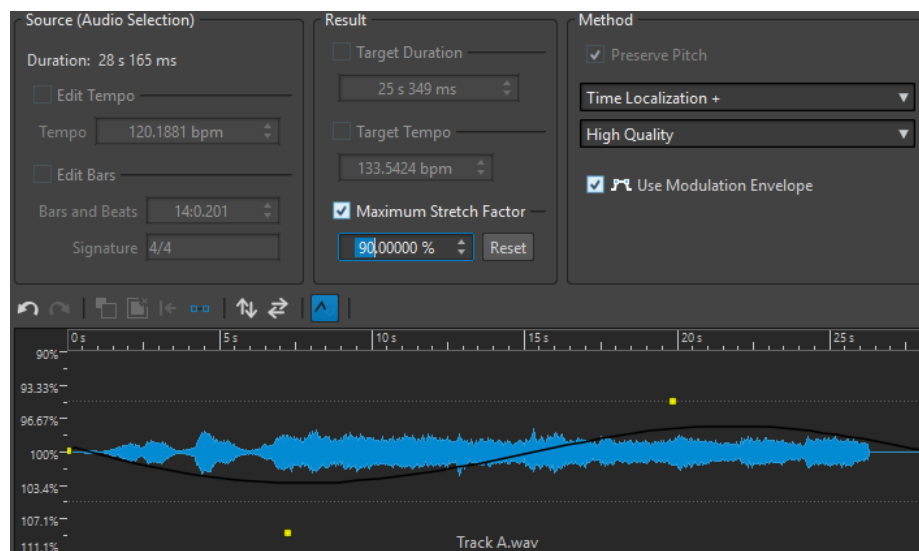 Source (Audio Selection)
Duration: 28 s 165 ms
Edit Tempo
Tempo 120.1881 bpm
Edit Bars
Bars and Beats 14:0.201
Signature 4/4
Result
Target Duration
25 s 349 ms
Target Tempo
133.5424 bpm
Maximum Stretch Factor
90.00000 % Reset
Method
Preserve Pitch
Time Localization +
High Quality
Use Modulation Envelope
0 s 5 s 10 s 15 s 20 s 25 s
90%
93.33%
96.67%
100%
103.4%
107.1%
111.1%
Track A.wav